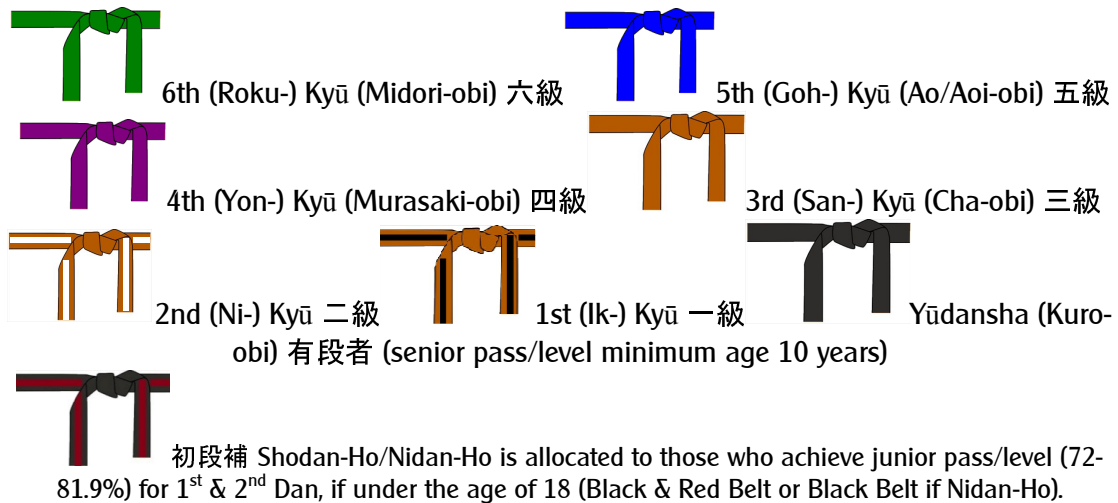 6th (Roku-) Kyū (Midori-obi) 六級 5th (Goh-) Kyū (Ao/Aoi-obi) 五級
4th (Yon-) Kyū (Murasaki-obi) 四級 3rd (San-) Kyū (Cha-obi) 三級
2nd (Ni-) Kyū 二級 1st (Ik-) Kyū 一級 Yūdansha (Kuro-
obi) 有段者 (senior pass/level minimum age 10 years)
初段補 Shodan-Ho/Nidan-Ho is allocated to those who achieve junior pass/level (72-
81.9%) for 1st & 2nd Dan, if under the age of 18 (Black & Red Belt or Black Belt if Nidan-Ho).